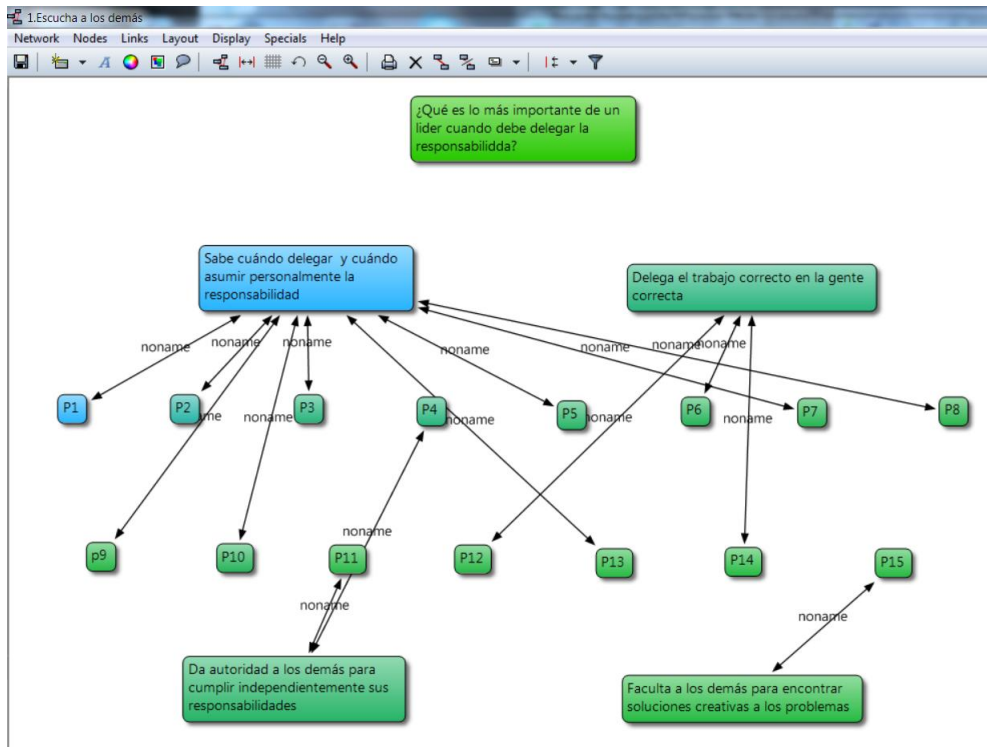 1.Escucha a los demás
Network Nodes Links Layout Display Specials Help
¿Qué es lo más importante de un
lider cuando debe delegar la
responsabilidda?
Sabe cuándo delegar y cuándo
asumir personalmente la
responsabilidad
Delega el trabajo correcto en la gente
correcta
noname
noname
noname
noname
noname
noname
noname
P1
P2
P3
P4
P5
P6
P7
P8
ame
noname
noname
noname
noname
p9
P10
noname
P11
P12
P13
P14
P15
noname
noname
Da autoridad a los demás para
cumplir independientemente sus
responsabilidades
Faculta a los demás para encontrar
soluciones creativas a los problemas